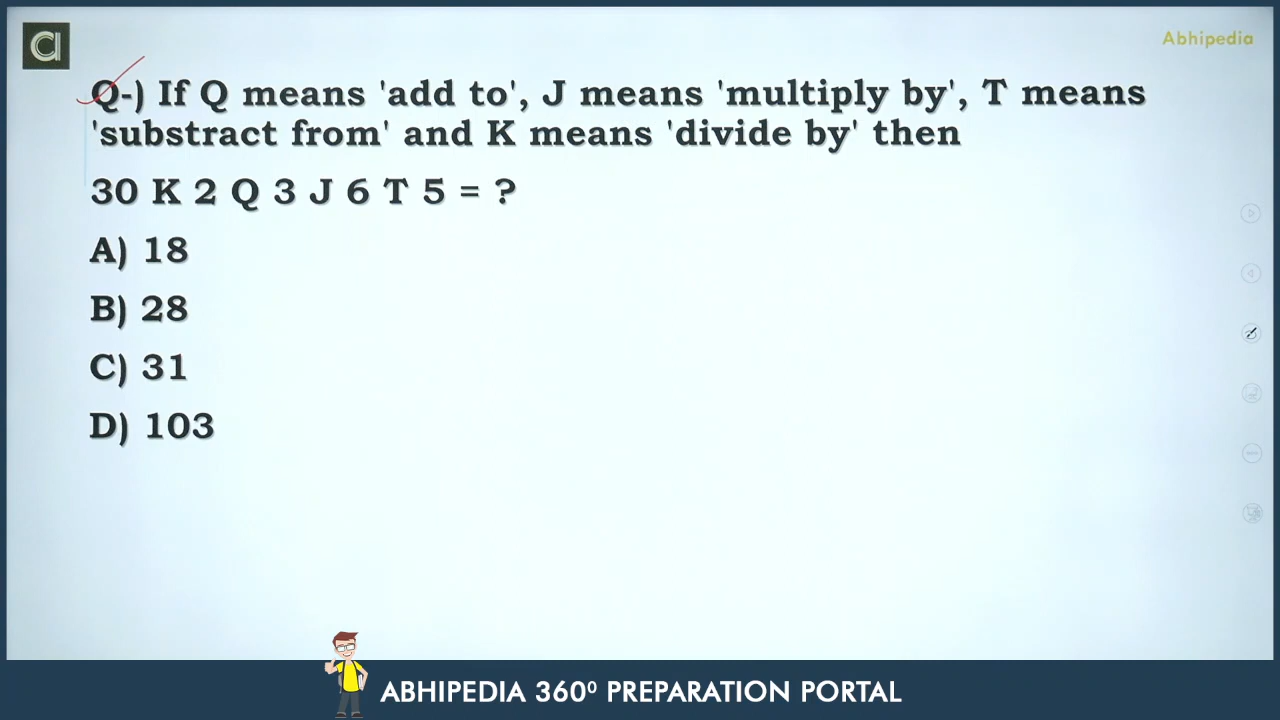 Abhipedia
Q-) If Q means 'add to', J means 'multiply by', T means
'substract from' and K means 'divide by' then
30 K 2 Q 3 J 6 T 5 = ?
A) 18
B) 28
C) 31
D) 103
ABHIPEDIA 360⁰ PREPARATION PORTAL